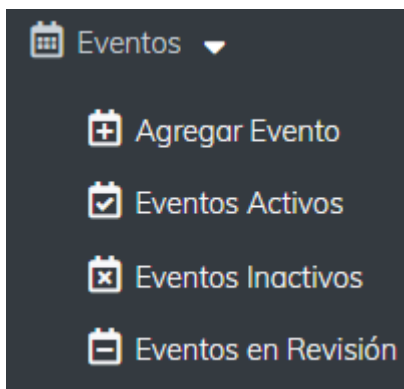 Eventos
Agregar Evento
Eventos Activos
Eventos Inactivos
Eventos en Revisión